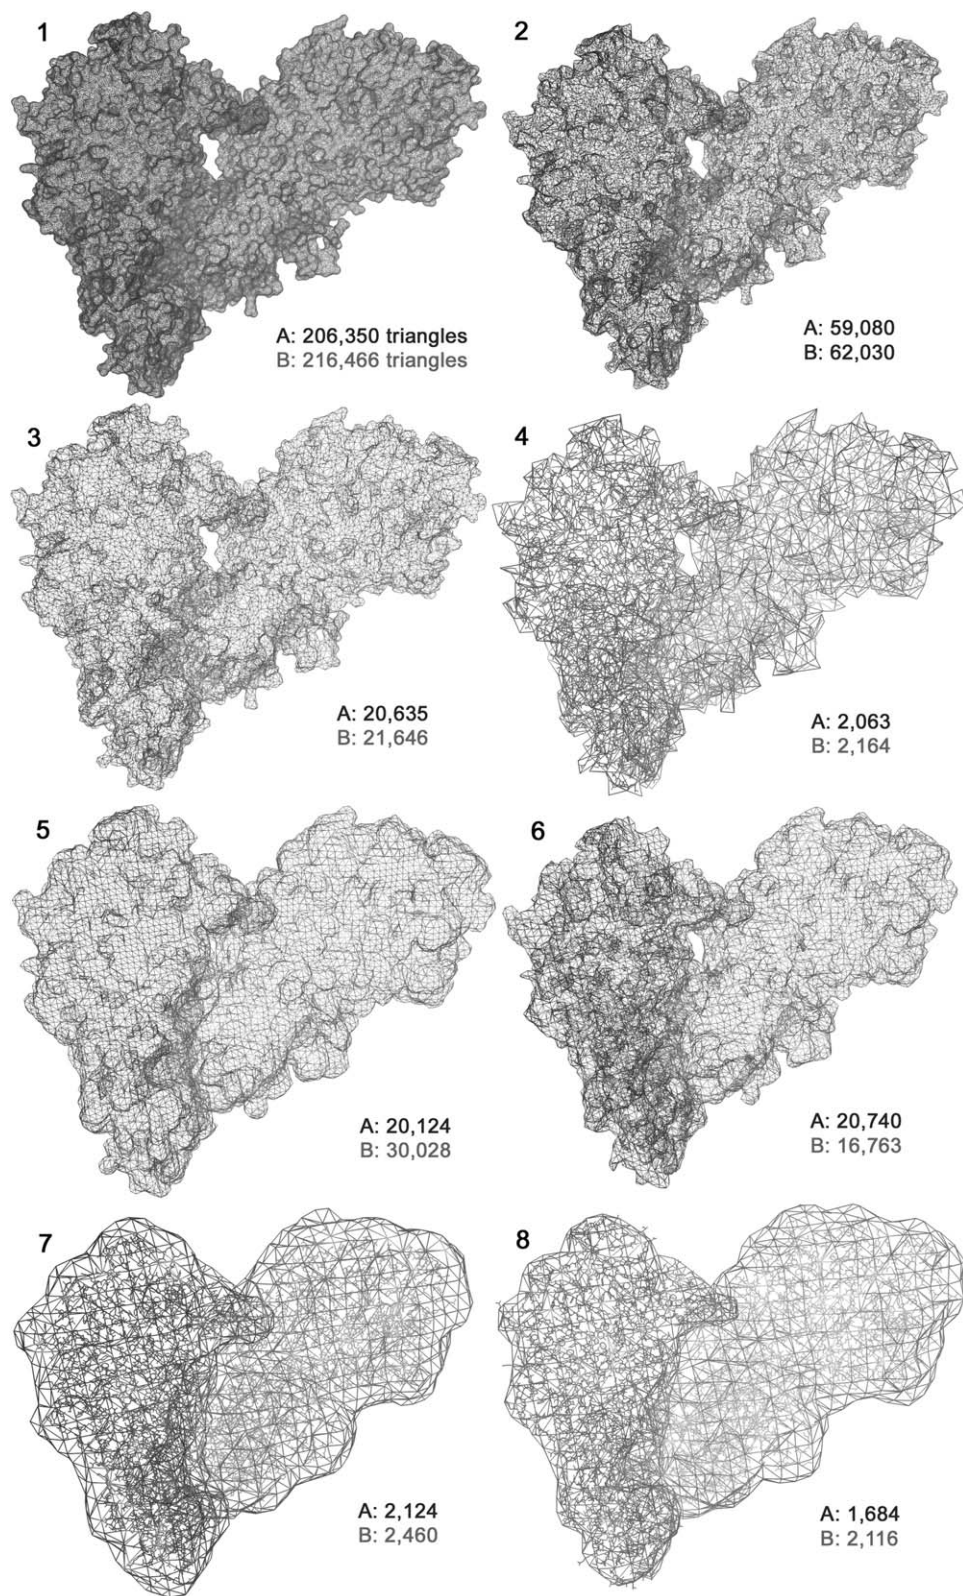 1
2
A: 206,350 triangles
B: 216,466 triangles
A: 59,080
B: 62,030
3
4
A: 20,635
B: 21,646
A: 2,063
B: 2,164
5
6
A: 20,124
B: 30,028
A: 20,740
B: 16,763
7
8
A: 2,124
B: 2,460
A: 1,684
B: 2,116